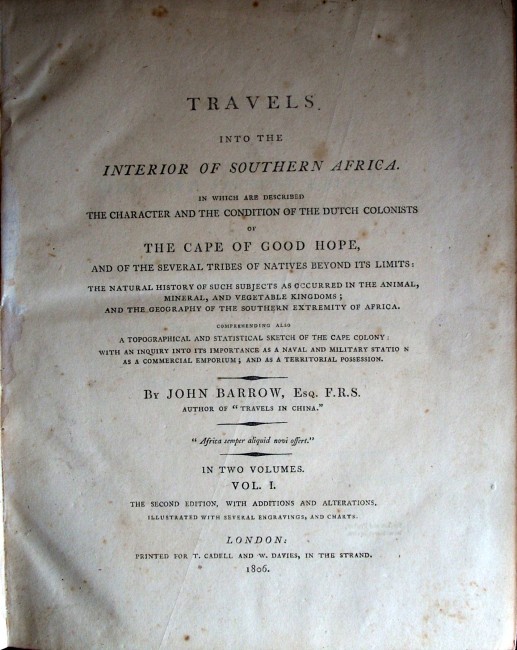 TRAVELS
INTO THE
INTERIOR OF SOUTHERN AFRICA.
IN WHICH ARE DESCRIBED
THE CHARACTER AND THE CONDITION OF THE DUTCH COLONISTS
OF
THE CAPE OF GOOD HOPE,
AND OF THE SEVERAL TRIBES OF NATIVES BEYOND ITS LIMITS:
THE NATURAL HISTORY OF SUCH SUBJECTS AS OCCURRED IN THE ANIMAL,
MINERAL, AND VEGETABLE KINGDOMS;
AND THE GEOGRAPHY OF THE SOUTHERN EXTREMITY OF AFRICA.
COMPREHENDING ALSO
A TOPOGRAPHICAL AND STATISTICAL SKETCH OF THE CAPE COLONY:
WITH AN INQUIRY INTO ITS IMPORTANCE AS A NAVAL AND MILITARY STATION
AS A COMMERCIAL EMPORIUM; AND AS A TERRITORIAL POSSESSION.
BY JOHN BARROW, ESQ. F.R.S.
AUTHOR OF "TRAVELS IN CHINA."
"Africa semper aliquid novi offert."
IN TWO VOLUMES.
VOL. I.
THE SECOND EDITION, WITH ADDITIONS AND ALTERATIONS.
ILLUSTRATED WITH SEVERAL ENGRAVINGS, AND CHARTS.
LONDON:
PRINTED FOR T. CADELL AND W. DAVIES, IN THE STRAND.
1806.